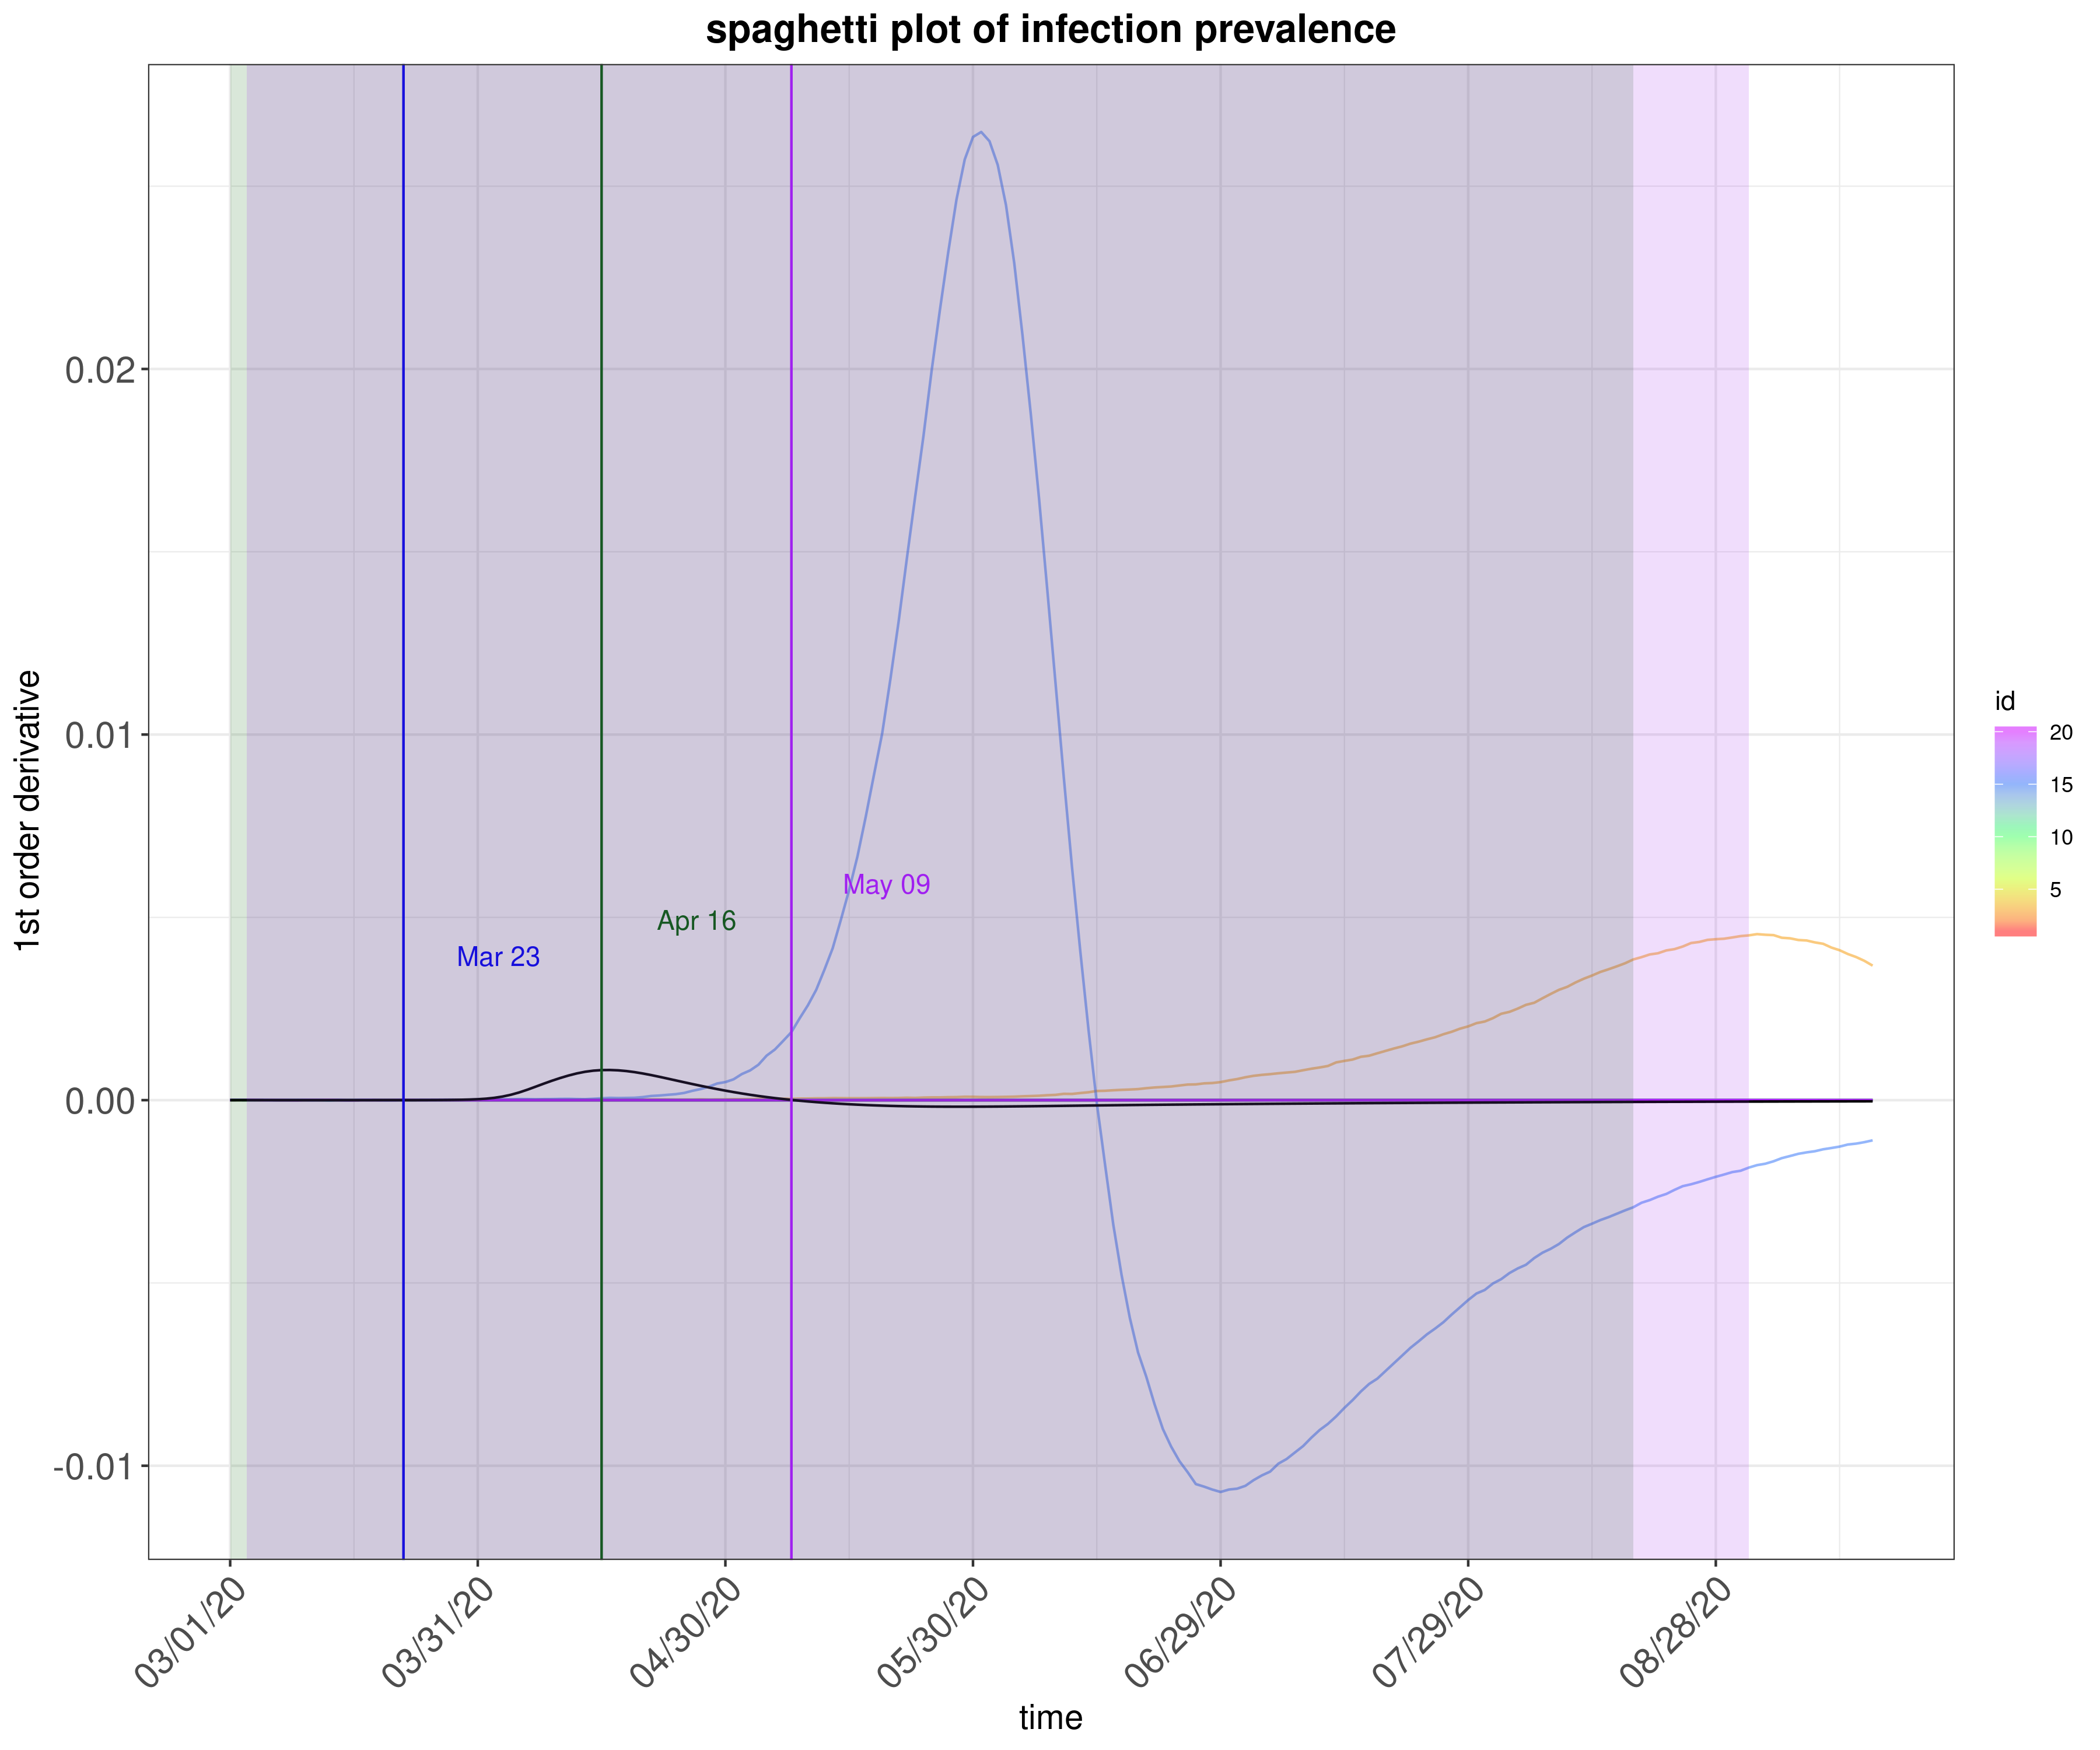 spaghetti plot of infection prevalence
1st order derivative
0.02
0.01
0.00
-0.01
May 09
Apr 16
Mar 23
id
20
15
10
5
03/01/20
03/31/20
04/30/20
05/30/20
06/29/20
07/29/20
08/28/20
time